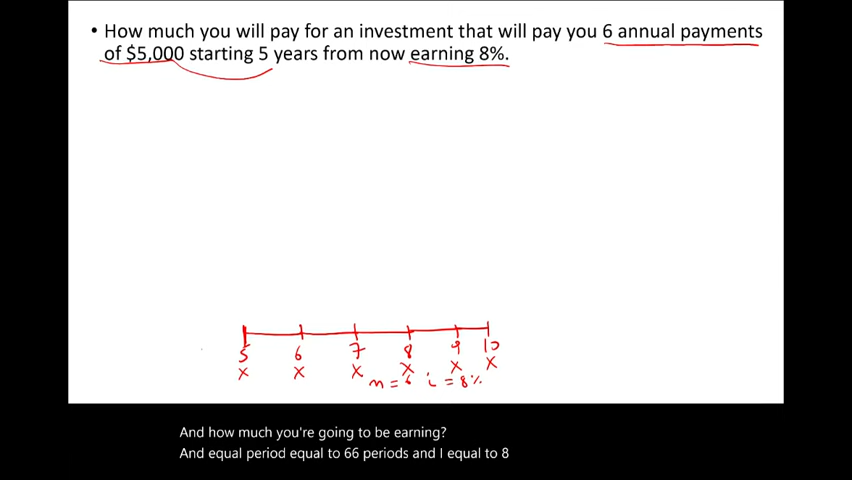 • How much you will pay for an investment that will pay you 6 annual payments
of $5,000 starting 5 years from now earning 8%.
5 6 7 8 9 10
x x x x x x
n = 6 i = 8%
And how much you're going to be earning?
And equal period equal to 66 periods and I equal to 8